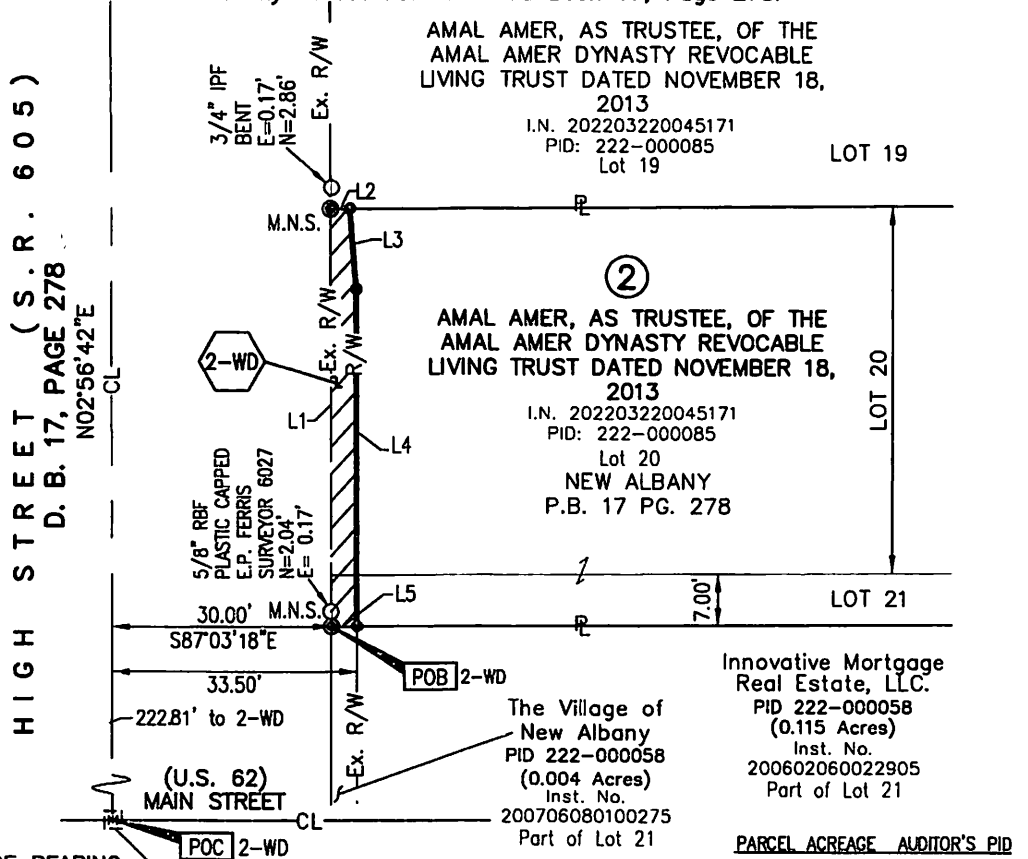 AMAL AMER, AS TRUSTEE, OF THE
AMAL AMER DYNASTY REVOCABLE
LIVING TRUST DATED NOVEMBER 18,
2013
I.N. 202203220045171
PID: 222-000085
Lot 19
LOT 19
3/4" IPF
BENT
E=0.17'
N=2.86'
Ex. R/W
L2
M.N.S.
L3
PL
HIGH STREET (S.R. 605)
D. B. 17, PAGE 278
N02°56'42"E
CL
2-WD
Ex. R/W
R/W
L1
L4
2
AMAL AMER, AS TRUSTEE, OF THE
AMAL AMER DYNASTY REVOCABLE
LIVING TRUST DATED NOVEMBER 18,
2013
I.N. 202203220045171
PID: 222-000085
Lot 20
NEW ALBANY
P.B. 17 PG. 278
LOT 20
5/8" RBF
PLASTIC CAPPED
E.P. FERRIS
SURVEYOR 6027
N=2.04'
E= 0.17'
L5
7.00'
LOT 21
30.00'
M.N.S.
S87°03'18"E
PL
POB 2-WD
33.50'
222.81' to 2-WD
Ex. R/W
The Village of
New Albany
PID 222-000058
(0.004 Acres)
Inst. No.
200706080100275
Part of Lot 21
Innovative Mortgage
Real Estate, LLC.
PID 222-000058
(0.115 Acres)
Inst. No.
200602060022905
Part of Lot 21
(U.S. 62)
MAIN STREET
CL
POC 2-WD
PARCEL ACREAGE AUDITOR'S PID